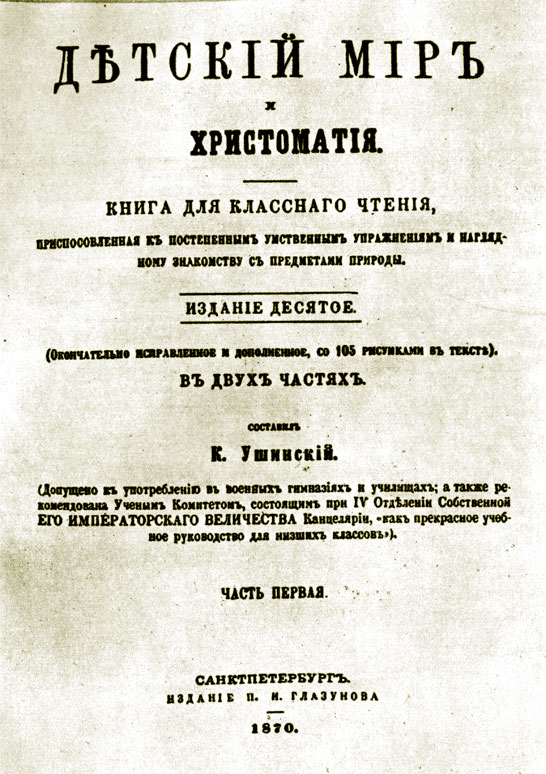 ДѢТСКІЙ МІРЪ
И
ХРИСТОМАТІЯ.
КНИГА ДЛЯ КЛАССНАГО ЧТЕНІЯ,
ПРИСПОСОБЛЕННАЯ КЪ ПОСТЕПЕННЫМЪ УМСТВЕННЫМЪ УПРАЖНЕНІЯМЪ И НАГЛЯД-
НОМУ ЗНАКОМСТВУ СЪ ПРЕДМЕТАМИ ПРИРОДЫ.
ИЗДАНІЕ ДЕСЯТОЕ.
(Окончательно исправленное и дополненное, со 105 рисунками въ текстѣ).
ВЪ ДВУХЪ ЧАСТЯХЪ.
СОСТАВИЛЪ
К. Ушинскій.
(Допущено къ употребленію въ военныхъ гимназіяхъ и училищахъ; а также ре-
комендована Ученымъ Комитетомъ, состоящимъ при IV Отдѣленіи Собственной
ЕГО ИМПЕРАТОРСКАГО ВЕЛИЧЕСТВА Канцеляріи, «какъ прекрасное учеб-
ное руководство для низшихъ классовъ»).
ЧАСТЬ ПЕРВАЯ.
САНКТПЕТЕРБУРГЪ.
ИЗДАНІЕ П. И. ГЛАЗУНОВА
1870.